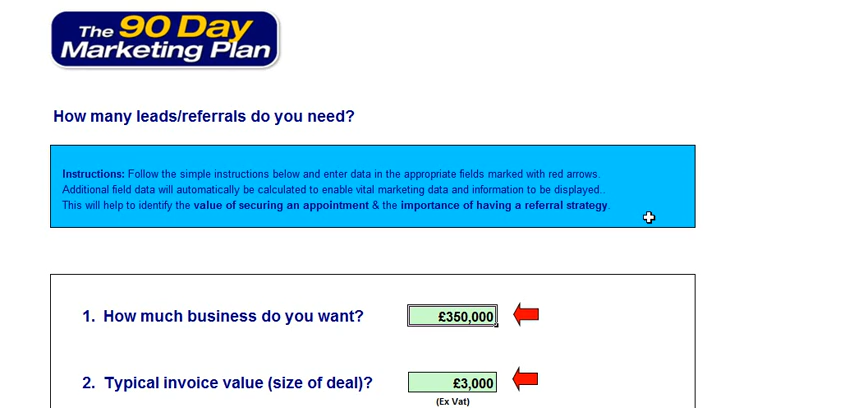 The 90 Day
Marketing Plan
How many leads/referrals do you need?
Instructions: Follow the simple instructions below and enter data in the appropriate fields marked with red arrows.
Additional field data will automatically be calculated to enable vital marketing data and information to be displayed..
This will help to identify the value of securing an appointment & the importance of having a referral strategy.
1. How much business do you want? £350,000
2. Typical invoice value (size of deal)? £3,000
(Ex Vat)